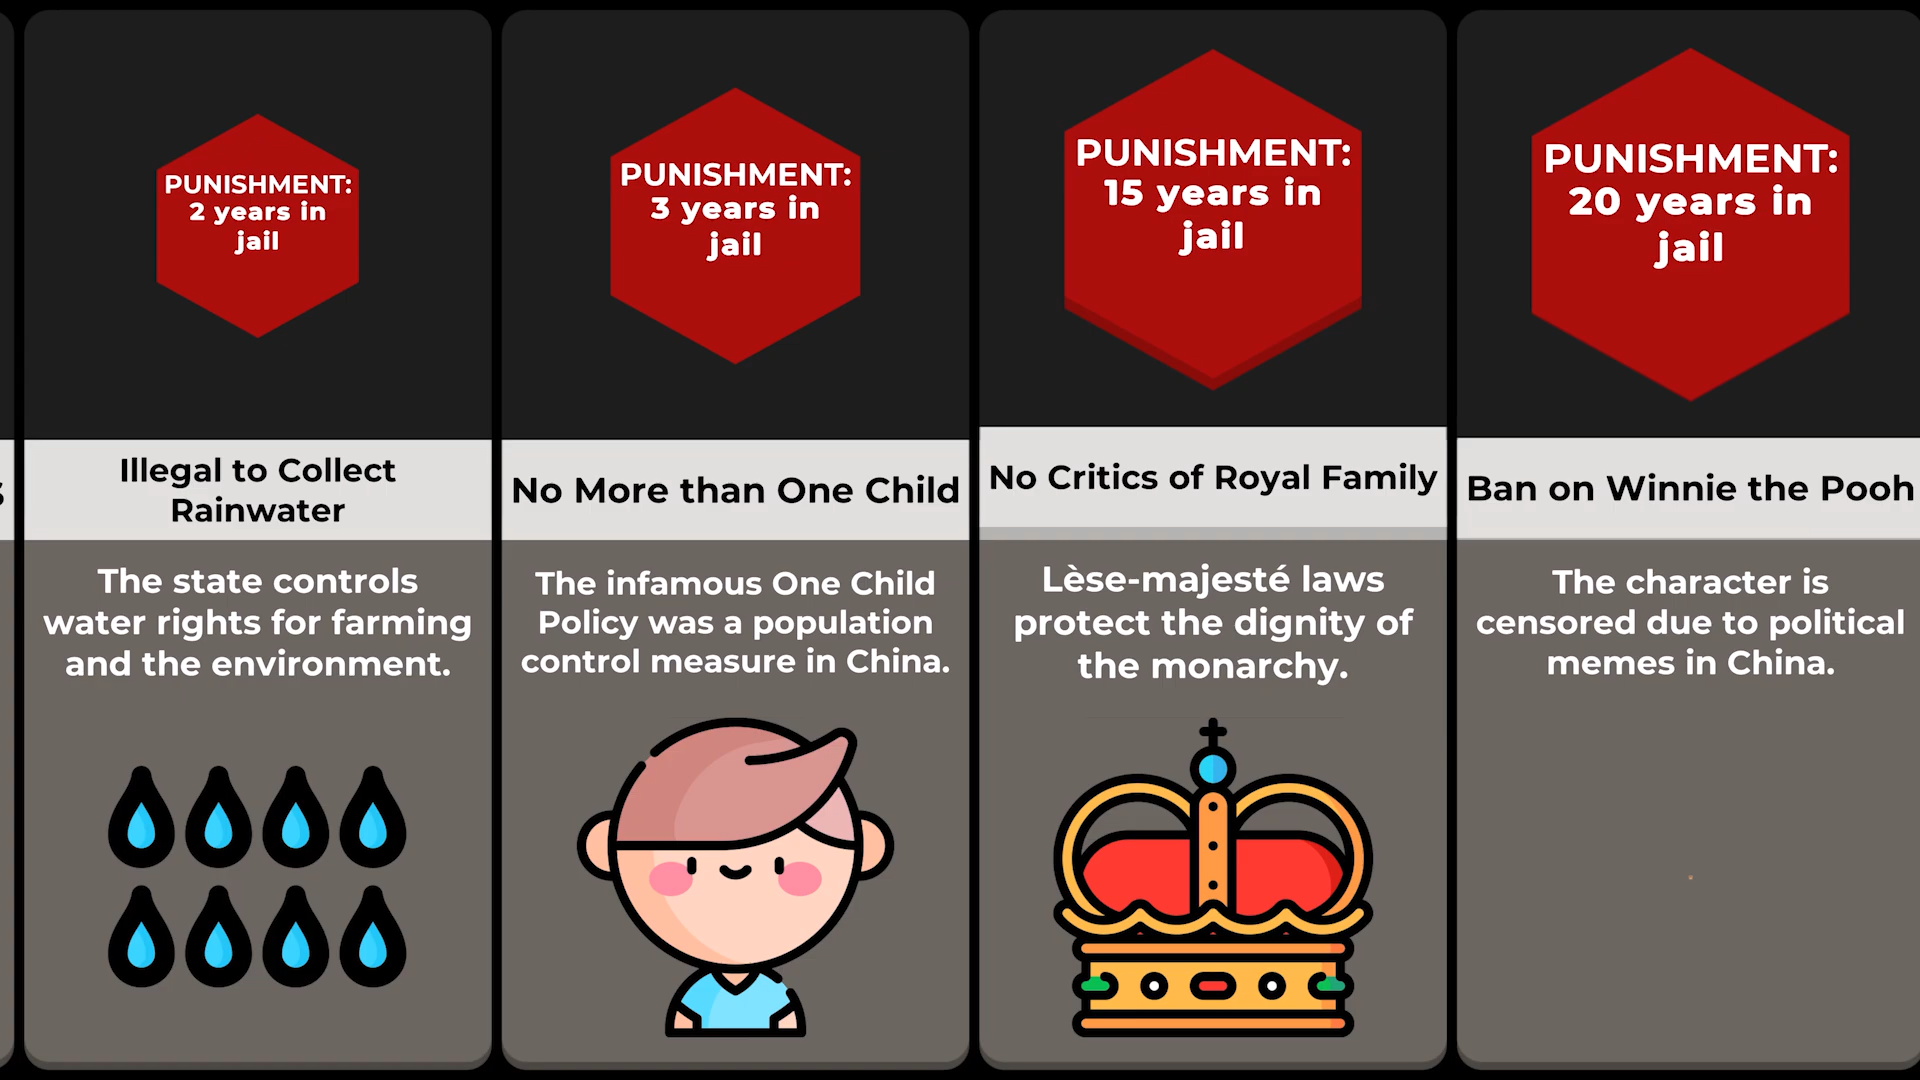 PUNISHMENT:
2 years in
jail
Illegal to Collect
Rainwater
The state controls
water rights for farming
and the environment.
PUNISHMENT:
3 years in
jail
No More than One Child
The infamous One Child
Policy was a population
control measure in China.
PUNISHMENT:
15 years in
jail
No Critics of Royal Family
Lèse-majesté laws
protect the dignity of
the monarchy.
PUNISHMENT:
20 years in
jail
Ban on Winnie the Pooh
The character is
censored due to political
memes in China.